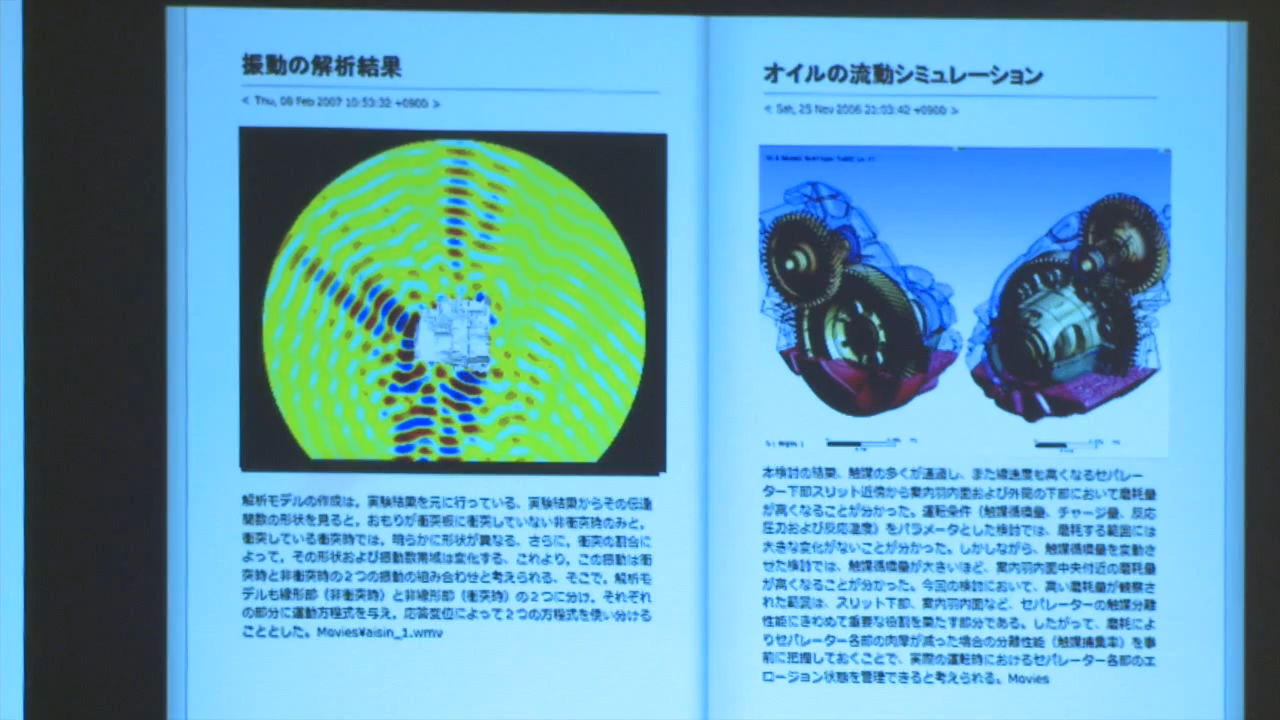 振動の解析結果
< Thu, 08 Feb 2007 10:53:32 +0900 >
解析モデルの作成は、実験結果を元に行っている。実験結果からその伝達
関数の形状を見ると、おもりが衝突板に衝突していない非衝突時のみと、
衝突している衝突時では、明らかに形状が異なる。さらに、衝突の割合に
よって、その形状および振動数帯域は変化する。これより、この振動は衝
突時と非衝突時の2つの振動の組み合わせと考えられる。そこで、解析モ
デルも線形部（非衝突時）と非線形部（衝突時）の2つに分け、それぞれ
の部分に運動方程式を与え、応答変位によって2つの方程式を使い分ける
こととした。Movies¥aisin_1.wmv
オイルの流動シミュレーション
< Sat, 25 Nov 2006 21:03:42 +0900 >
本検討の結果、触媒の多くが通過し、また線速度も高くなるセパレー
ター下部スリット近傍から案内羽内面および外筒の下部において磨耗量
が高くなることが分かった。運転条件（触媒循環量、チャージ量、反応
圧力および反応温度）をパラメータとした検討では、磨耗する範囲には
大きな変化がないことが分かった。しかしながら、触媒循環量を変動さ
せた検討では、触媒循環量が大きいほど、案内羽内面中央付近の磨耗量
が高くなることが分かった。今回の検討において、高い磨耗量が観察さ
れた範囲は、スリット下部、案内羽内面など、セパレーターの触媒分離
性能にきわめて重要な役割を果たす部分である。したがって、磨耗によ
りセパレーター各部の肉厚が減った場合の分離性能（触媒捕集率）を事
前に把握しておくことで、実際の運転時におけるセパレーター各部のエ
ロージョン状態を管理できると考えられる。Movies